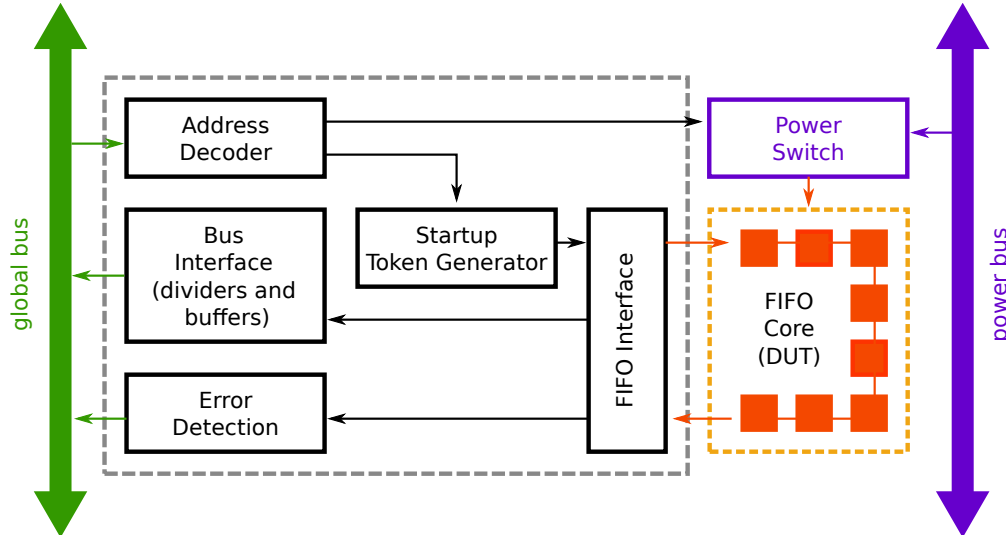 global bus
Address
Decoder
Power
Switch
Bus
Interface
(dividers and
buffers)
Startup
Token Generator
FIFO Interface
FIFO
Core
(DUT)
Error
Detection
power bus